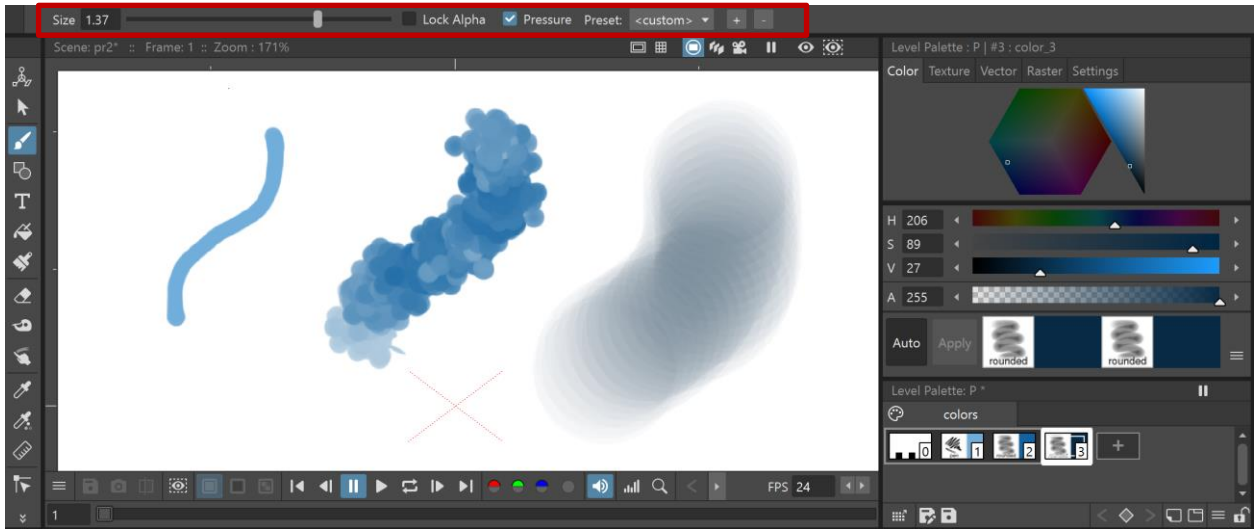 Size 1.37 Lock Alpha Pressure Preset: <custom> + -
Scene: pr2* :: Frame: 1 :: Zoom : 171%
Level Palette : P | #3 : color_3
Color Texture Vector Raster Settings
H 206
S 89
V 27
A 255
Auto Apply rounded rounded
Level Palette: P *
colors
0 1 2 3 +
FPS 24
1